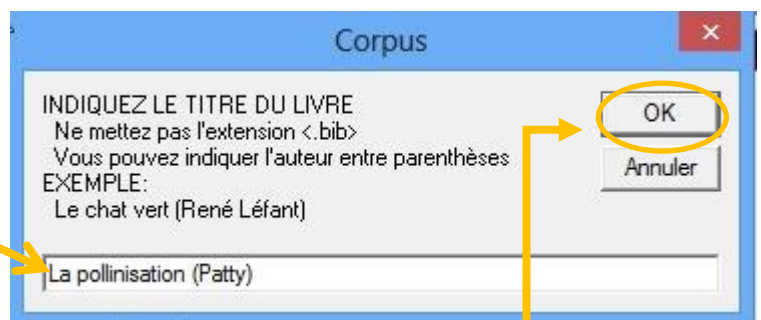 Corpus
INDIQUEZ LE TITRE DU LIVRE
Ne mettez pas l'extension <.bib>
Vous pouvez indiquer l'auteur entre parenthèses
EXEMPLE:
Le chat vert (René Léfant)
OK
Annuler
La pollinisation (Patty)